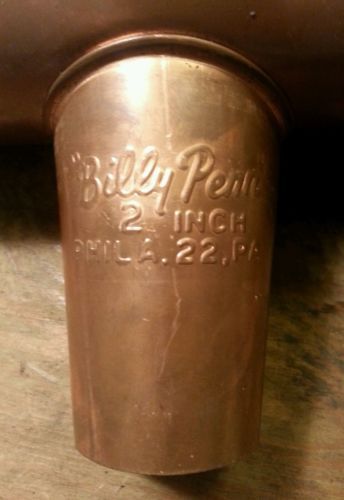 "Billy Penn"
2 INCH
PHILA. 22, PA